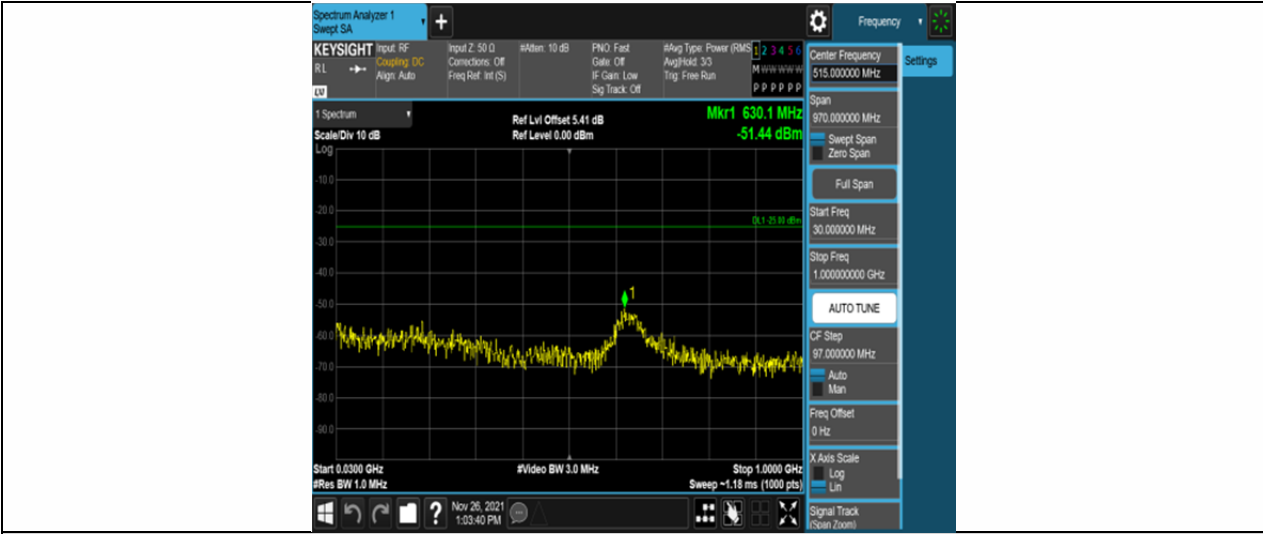 Spectrum Analyzer 1
Swept SA
+
Frequency
KEYSIGHT
RL
LV
Input: RF
Coupling: DC
Align: Auto
Input Z: 50 Ω
Corrections: Off
Freq Ref: Int (S)
#Atten: 10 dB
PNO: Fast
Gate: Off
IF Gain: Low
Sig Track: Off
#Avg Type: Power (RMS
Avg|Hold: 3/3
Trig: Free Run
1 2 3 4 5 6
M W W W W W
P P P P P P
Center Frequency
515.000000 MHz
Settings
Span
970.000000 MHz
Swept Span
Zero Span
Full Span
Start Freq
30.000000 MHz
Stop Freq
1.000000000 GHz
AUTO TUNE
CF Step
97.000000 MHz
Auto
Man
Freq Offset
0 Hz
X Axis Scale
Log
Lin
Signal Track
(Span Zoom)
1 Spectrum
Scale/Div 10 dB
Log
Ref Lvl Offset 5.41 dB
Ref Level 0.00 dBm
Mkr1 630.1 MHz
-51.44 dBm
-10.0
-20.0
DL1 -25.00 dBm
-30.0
-40.0
1
-50.0
-60.0
-70.0
-80.0
-90.0
Start 0.0300 GHz
#Res BW 1.0 MHz
#Video BW 3.0 MHz
Stop 1.0000 GHz
Sweep ~1.18 ms (1000 pts)
?
Nov 26, 2021
1:03:40 PM